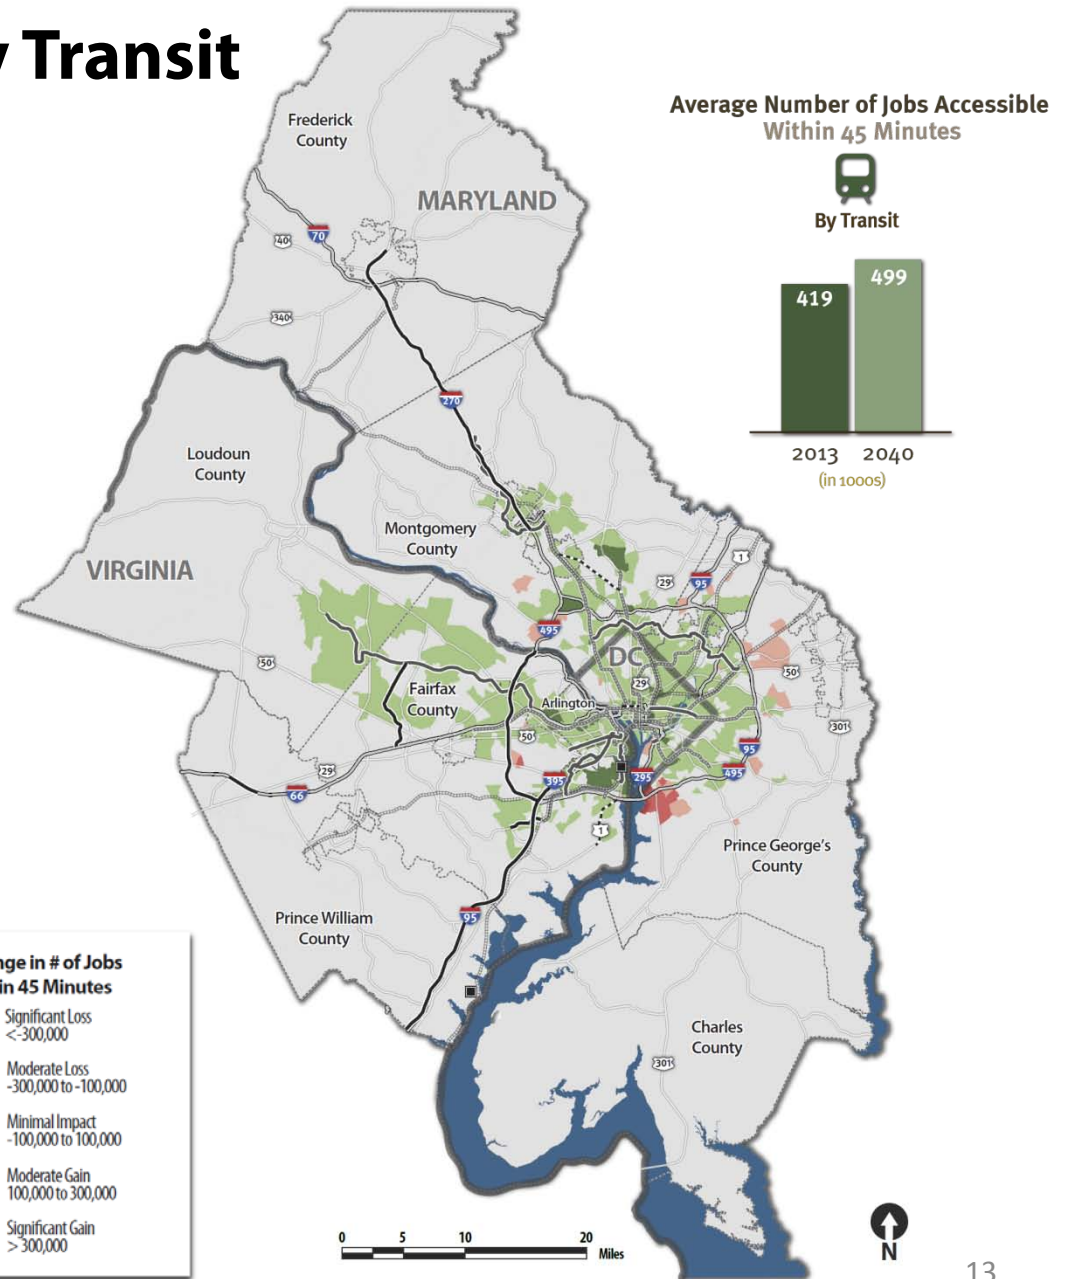 y Transit
Average Number of Jobs Accessible
Within 45 Minutes
By Transit
419
499
2013
2040
(in 1000s)
Frederick
County
MARYLAND
70
40
340
270
Loudoun
County
Montgomery
County
VIRGINIA
1
29
95
495
DC
50
50
29
Fairfax
County
Arlington
50
301
95
29
66
395
295
495
1
Prince George's
County
Prince William
County
95
Charles
County
301
nge in # of Jobs
in 45 Minutes
Significant Loss
<-300,000
Moderate Loss
-300,000 to -100,000
Minimal Impact
-100,000 to 100,000
Moderate Gain
100,000 to 300,000
Significant Gain
> 300,000
0 5 10 20
Miles
N
13